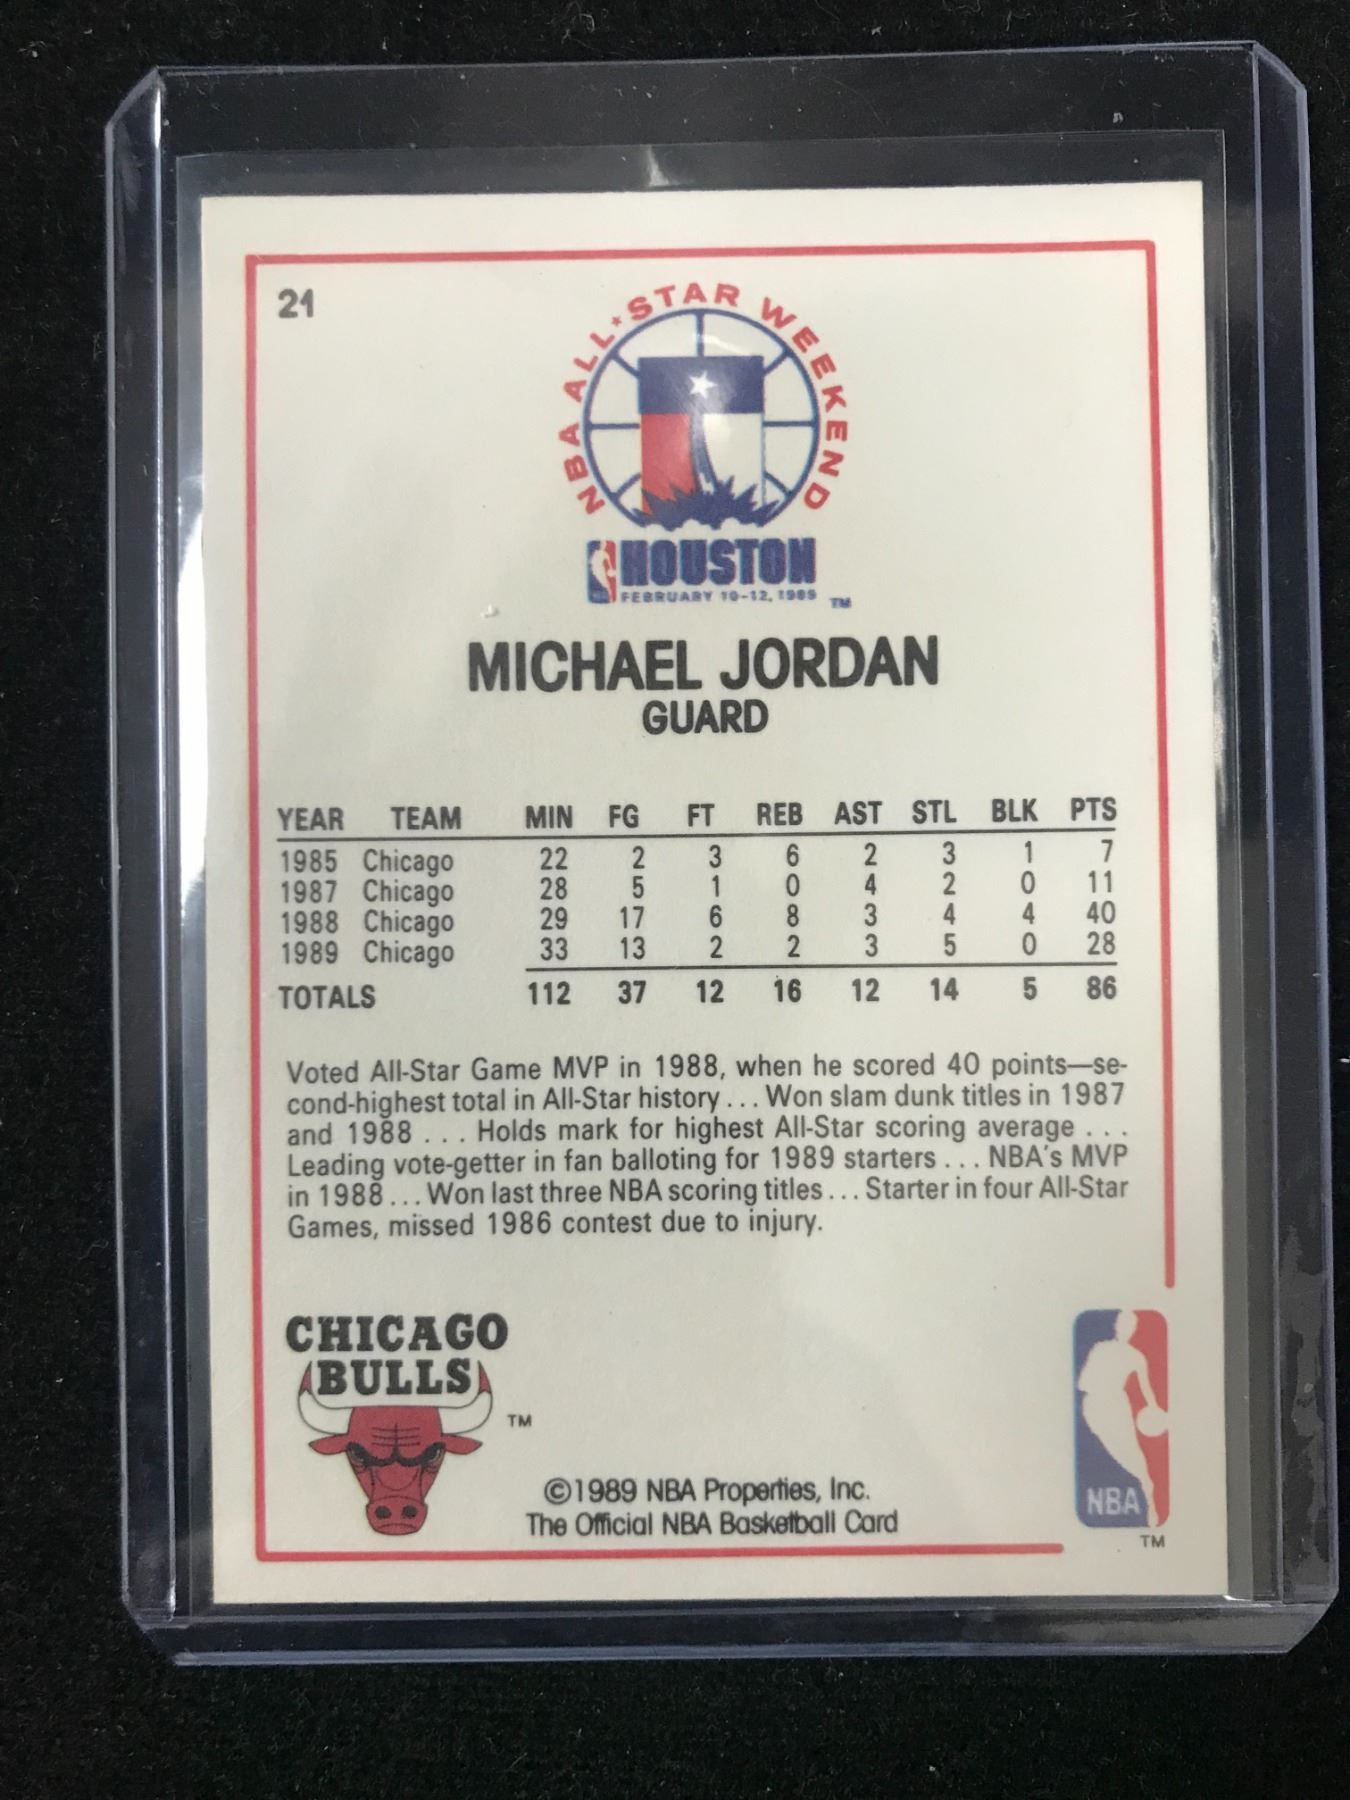 21
NBA ALL★STAR WEEKEND
HOUSTON
FEBRUARY 10-12, 1989 ™
MICHAEL JORDAN
GUARD
YEAR TEAM MIN FG FT REB AST STL BLK PTS
1985 Chicago 22 2 3 6 2 3 1 7
1987 Chicago 28 5 1 0 4 2 0 11
1988 Chicago 29 17 6 8 3 4 4 40
1989 Chicago 33 13 2 2 3 5 0 28
TOTALS 112 37 12 16 12 14 5 86
Voted All-Star Game MVP in 1988, when he scored 40 points—se-
cond-highest total in All-Star history . . . Won slam dunk titles in 1987
and 1988 . . . Holds mark for highest All-Star scoring average . . .
Leading vote-getter in fan balloting for 1989 starters . . . NBA's MVP
in 1988 . . . Won last three NBA scoring titles . . . Starter in four All-Star
Games, missed 1986 contest due to injury.
CHICAGO
BULLS
™
©1989 NBA Properties, Inc.
The Official NBA Basketball Card
NBA
™